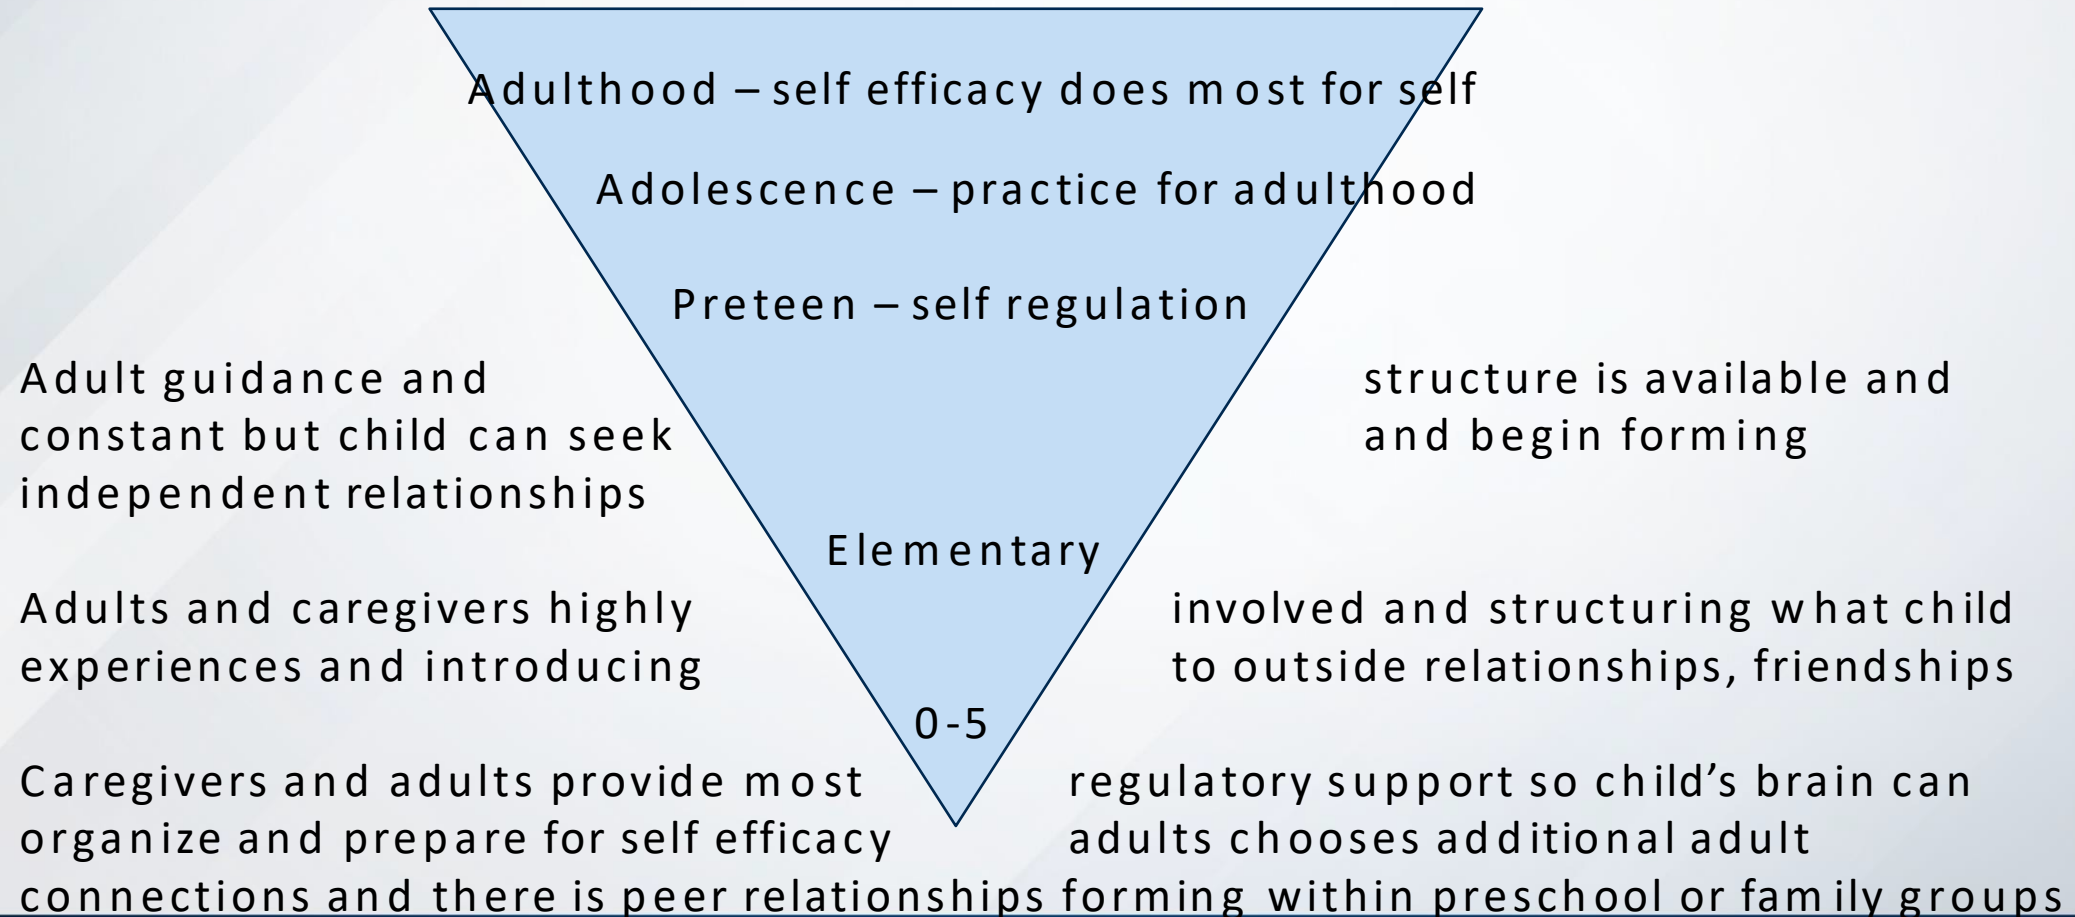 Adulthood – self efficacy does most for self
Adolescence – practice for adulthood
Preteen – self regulation
Adult guidance and structure is available and
constant but child can seek and begin forming
independent relationships
Elementary
Adults and caregivers highly involved and structuring what child
experiences and introducing to outside relationships, friendships
0-5
Caregivers and adults provide most regulatory support so child’s brain can
organize and prepare for self efficacy adults chooses additional adult
connections and there is peer relationships forming within preschool or family groups